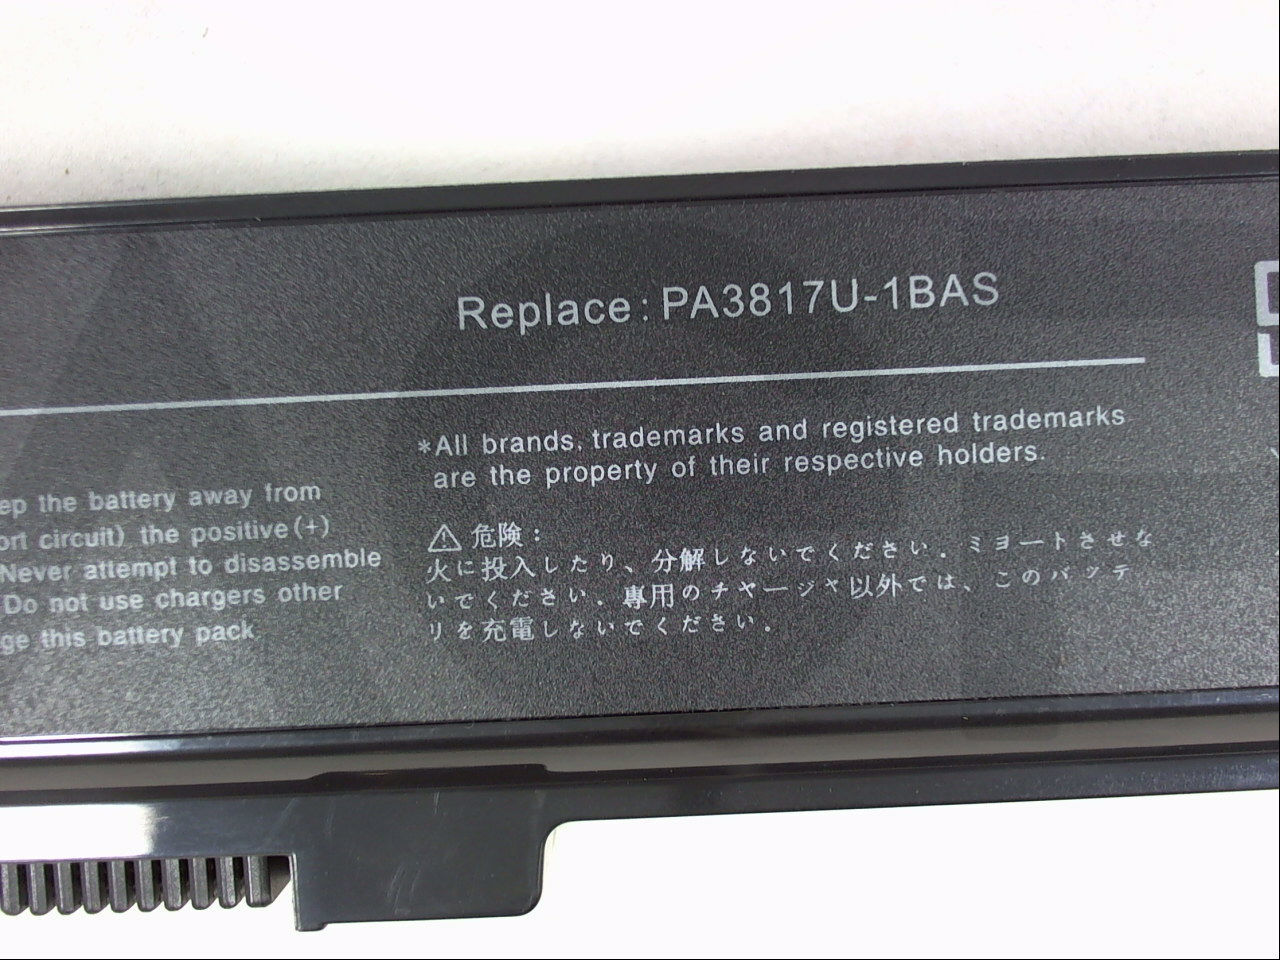 Replace: PA3817U-1BAS
*All brands, trademarks and registered trademarks
are the property of their respective holders.
ep the battery away from
ort circuit) the positive(+)
Never attempt to disassemble
Do not use chargers other
ge this battery pack
⚠ 危険:
火に投入したり、分解しないでください. ミヨートさせな
いでください. 専用のチヤージヤ以外では、このバッテ
リを充電しないでください.